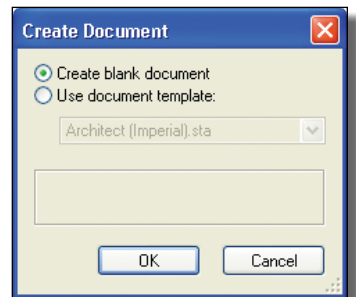 Create Document
Create blank document
Use document template:
Architect (Imperial).sta
OK Cancel